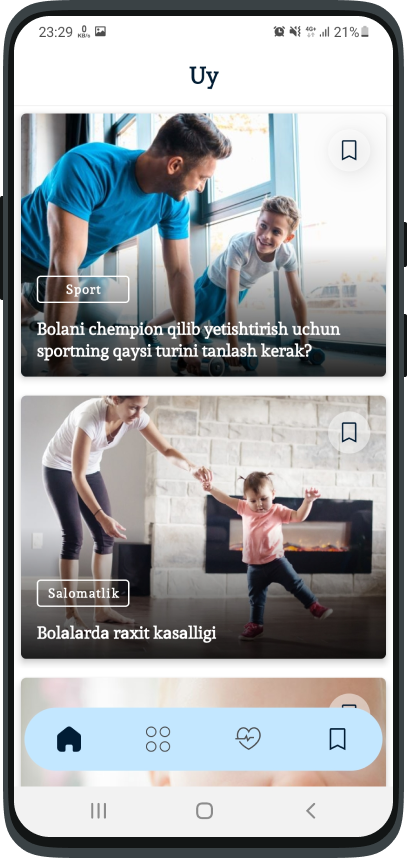 23:29 0 KB/s 4G+ 21%
Uy
Sport
Bolani chempion qilib yetishtirish uchun
sportning qaysi turini tanlash kerak?
Salomatlik
Bolalarda raxit kasalligi